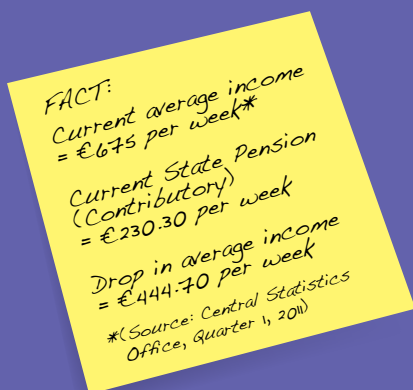 FACT:
Current average income
= €675 per week*
Current State Pension
(Contributory)
= €230.30 per week
Drop in average income
= €444.70 per week
*(Source: Central Statistics
Office, Quarter 1, 2011)